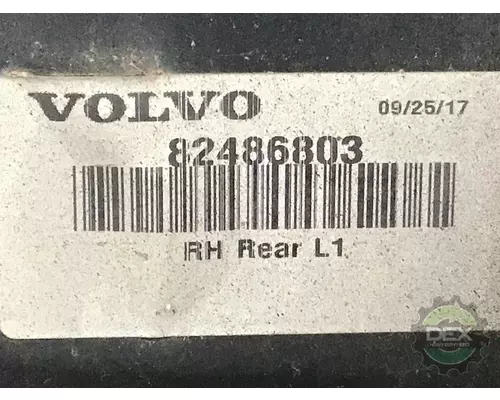 VOLVO 09/25/17
82486803
RH Rear L1
DEX